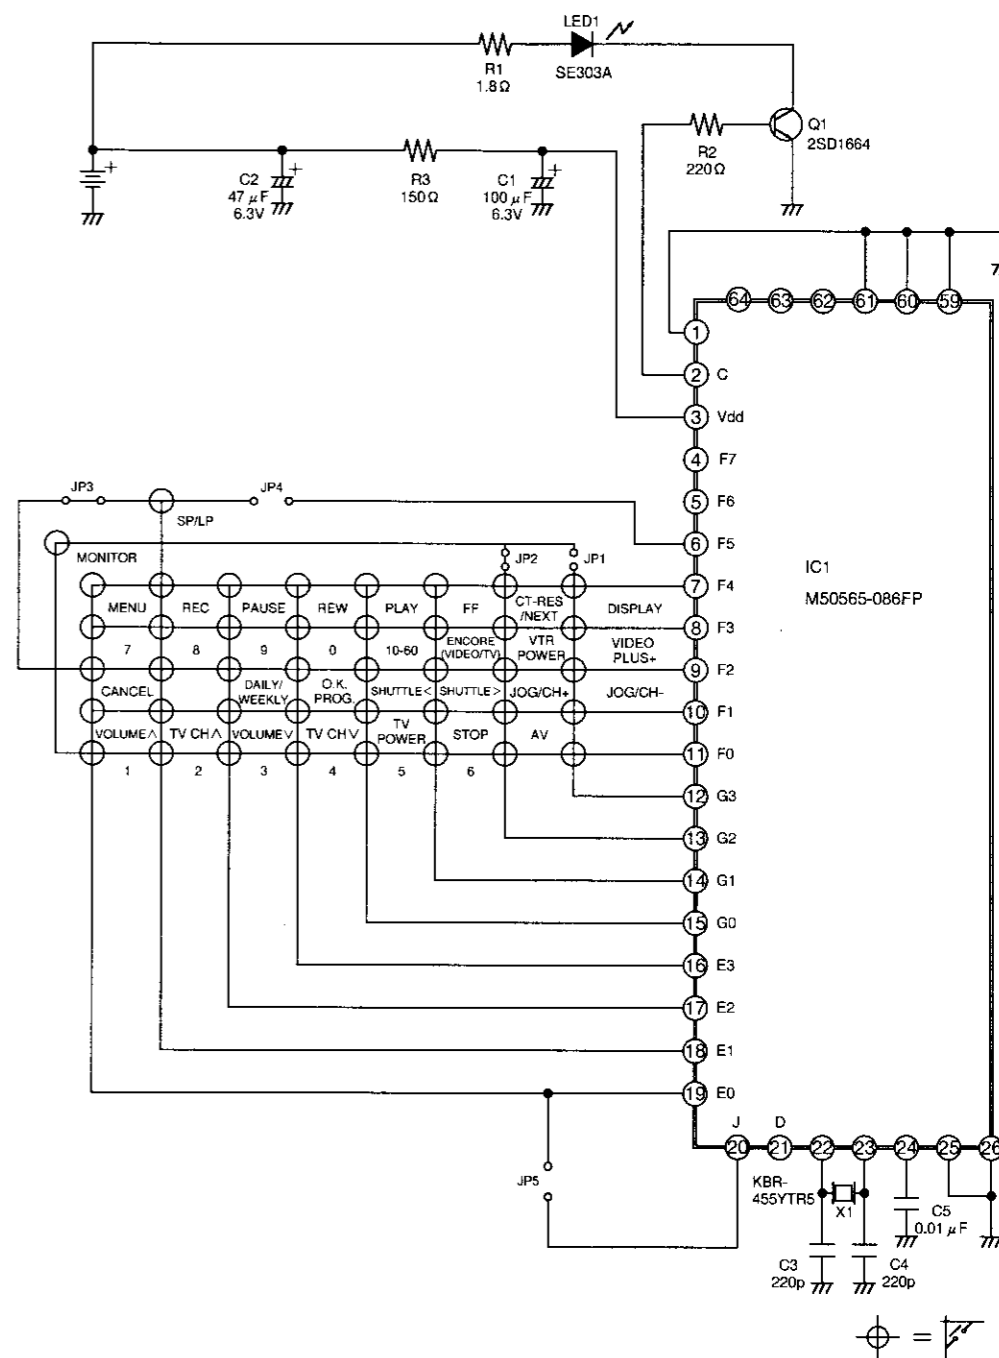 LED1
R1
1.8Ω
SE303A
Q1
2SD1664
R2
220Ω
+
C2
47 μF
6.3V
+
R3
150Ω
C1
100 μF
6.3V
+
7
64 63 62 61 60 59
1
2 C
3 Vdd
4 F7
5 F6
6 F5
7 F4
8 F3
9 F2
10 F1
11 F0
12 G3
13 G2
14 G1
15 G0
16 E3
17 E2
18 E1
19 E0
IC1
M50565-086FP
JP3
JP4
SP/LP
MONITOR
JP2
JP1
MENU REC PAUSE REW PLAY FF CT-RES /NEXT DISPLAY
7 8 9 0 10-60 ENCORE (VIDEO/TV) VTR POWER VIDEO PLUS+
CANCEL DAILY/ WEEKLY O.K. PROG. SHUTTLE< SHUTTLE> JOG/CH+ JOG/CH-
VOLUME∧ TV CH∧ VOLUME∨ TV CH∨ TV POWER STOP AV
1 2 3 4 5 6
J D
20 21 22 23 24 25 26
JP5
KBR-
455YTR5
X1
C5
0.01 μF
C3
220p
C4
220p
=